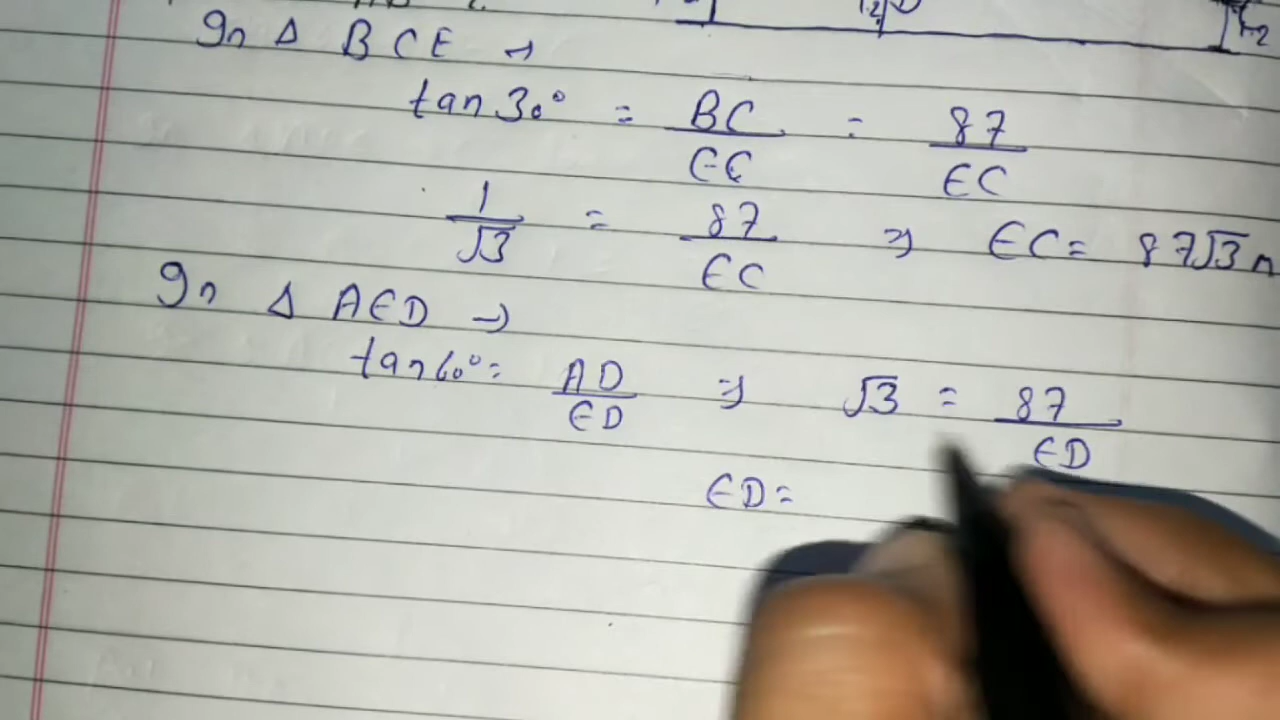 In Δ BCE →
tan 30° = BC/EC = 87/EC
1/√3 = 87/EC ⇒ EC = 87√3 m
In Δ AED →
tan 60° = AD/ED ⇒ √3 = 87/ED
ED =